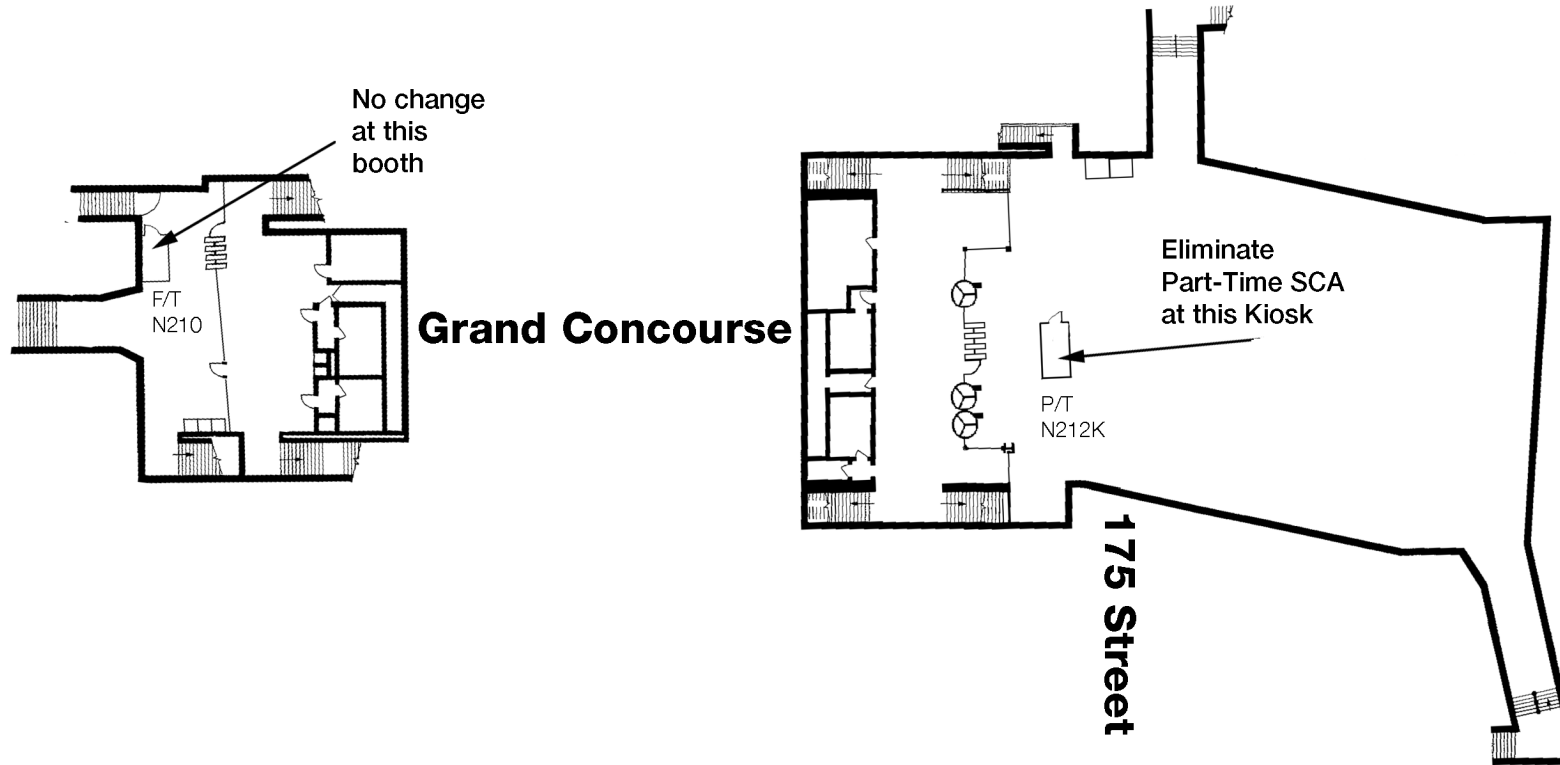 No change
at this
booth
F/T
N210
Grand Concourse
Eliminate
Part-Time SCA
at this Kiosk
P/T
N212K
175 Street